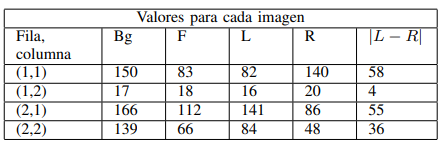 Valores para cada imagen
Fila, columna Bg F L R |L − R|
(1,1) 150 83 82 140 58
(1,2) 17 18 16 20 4
(2,1) 166 112 141 86 55
(2,2) 139 66 84 48 36